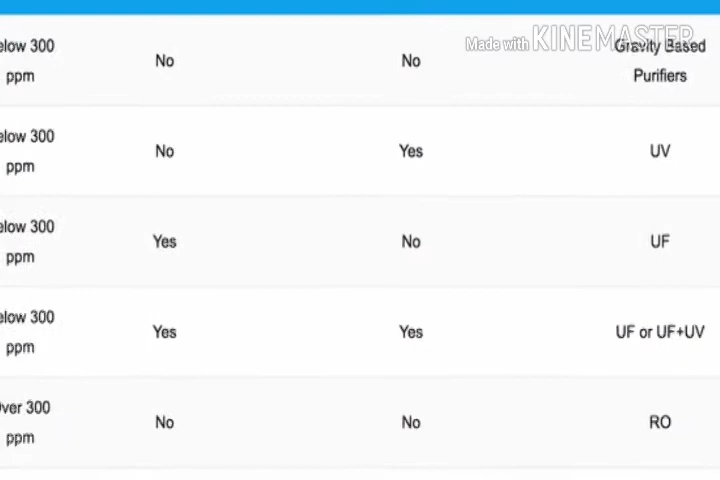 Made with KINEMASTER
elow 300
ppm
No
No
Gravity Based
Purifiers
elow 300
ppm
No
Yes
UV
elow 300
ppm
Yes
No
UF
elow 300
ppm
Yes
Yes
UF or UF+UV
over 300
ppm
No
No
RO